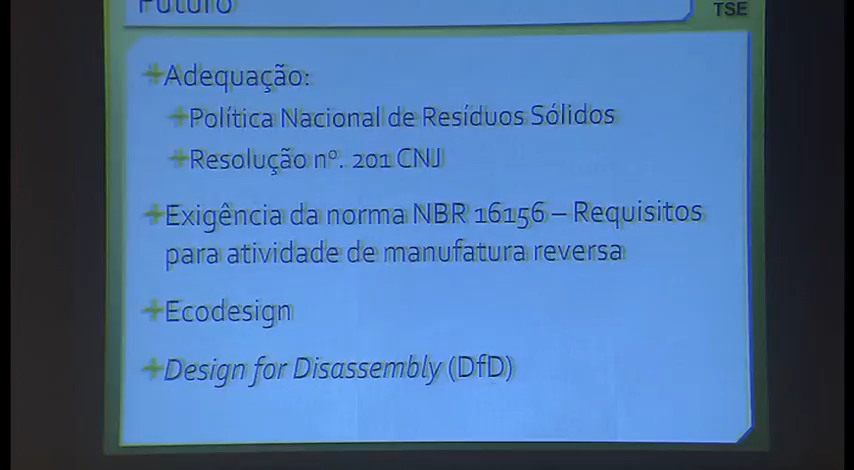 Futuro
TSE
Adequação:
Política Nacional de Resíduos Sólidos
Resolução nº. 201 CNJ
Exigência da norma NBR 16156 – Requisitos
para atividade de manufatura reversa
Ecodesign
Design for Disassembly (DfD)